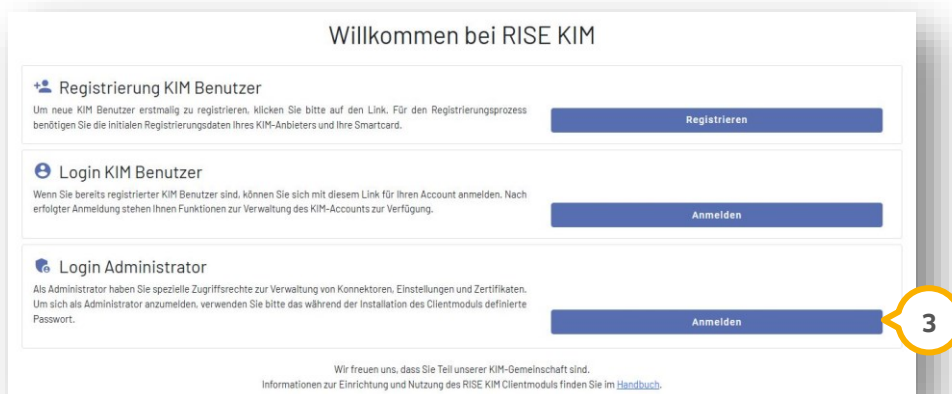 Willkommen bei RISE KIM
Registrierung KIM Benutzer
Um neue KIM Benutzer erstmalig zu registrieren, klicken Sie bitte auf den Link. Für den Registrierungsprozess
benötigen Sie die initialen Registrierungsdaten Ihres KIM-Anbieters und Ihre Smartcard.
Registrieren
Login KIM Benutzer
Wenn Sie bereits registrierter KIM Benutzer sind, können Sie sich mit diesem Link für Ihren Account anmelden. Nach
erfolgter Anmeldung stehen Ihnen Funktionen zur Verwaltung des KIM-Accounts zur Verfügung.
Anmelden
Login Administrator
Als Administrator haben Sie spezielle Zugriffsrechte zur Verwaltung von Konnektoren, Einstellungen und Zertifikaten.
Um sich als Administrator anzumelden, verwenden Sie bitte das während der Installation des Clientmoduls definierte
Passwort.
Anmelden
3
Wir freuen uns, dass Sie Teil unserer KIM-Gemeinschaft sind.
Informationen zur Einrichtung und Nutzung des RISE KIM Clientmoduls finden Sie im Handbuch.